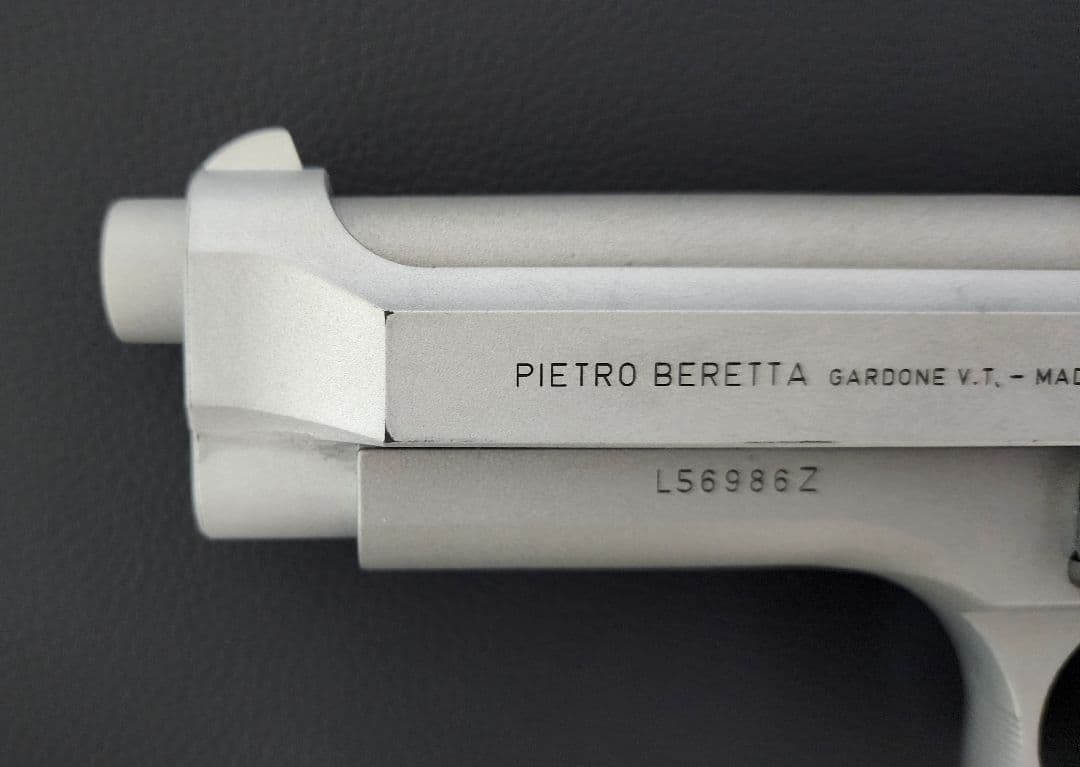 PIETRO BERETTA GARDONE V.T. – MAD
L56986Z